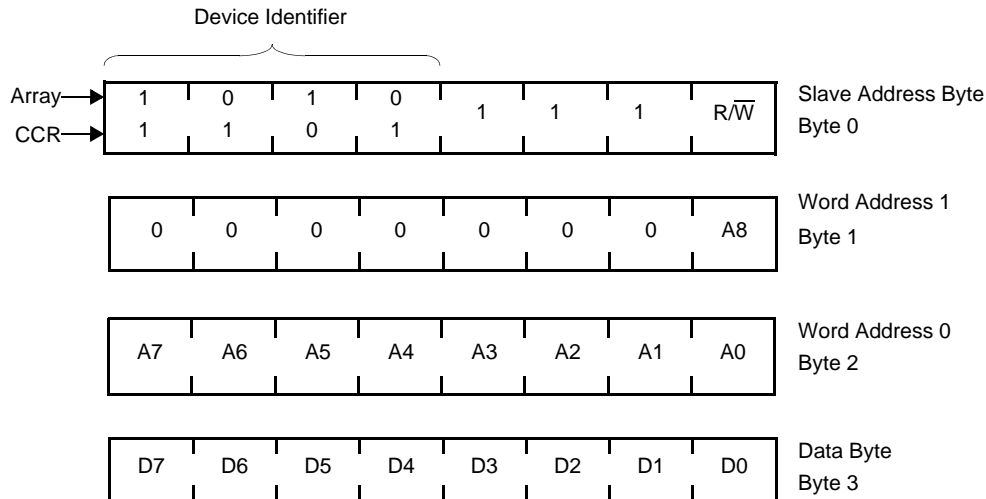 Device Identifier
Array 1 0 1 0 1 1 1 R/W̅ Slave Address Byte
CCR 1 1 0 1 Byte 0
Word Address 1
0 0 0 0 0 0 0 A8 Byte 1
Word Address 0
A7 A6 A5 A4 A3 A2 A1 A0 Byte 2
Data Byte
D7 D6 D5 D4 D3 D2 D1 D0 Byte 3